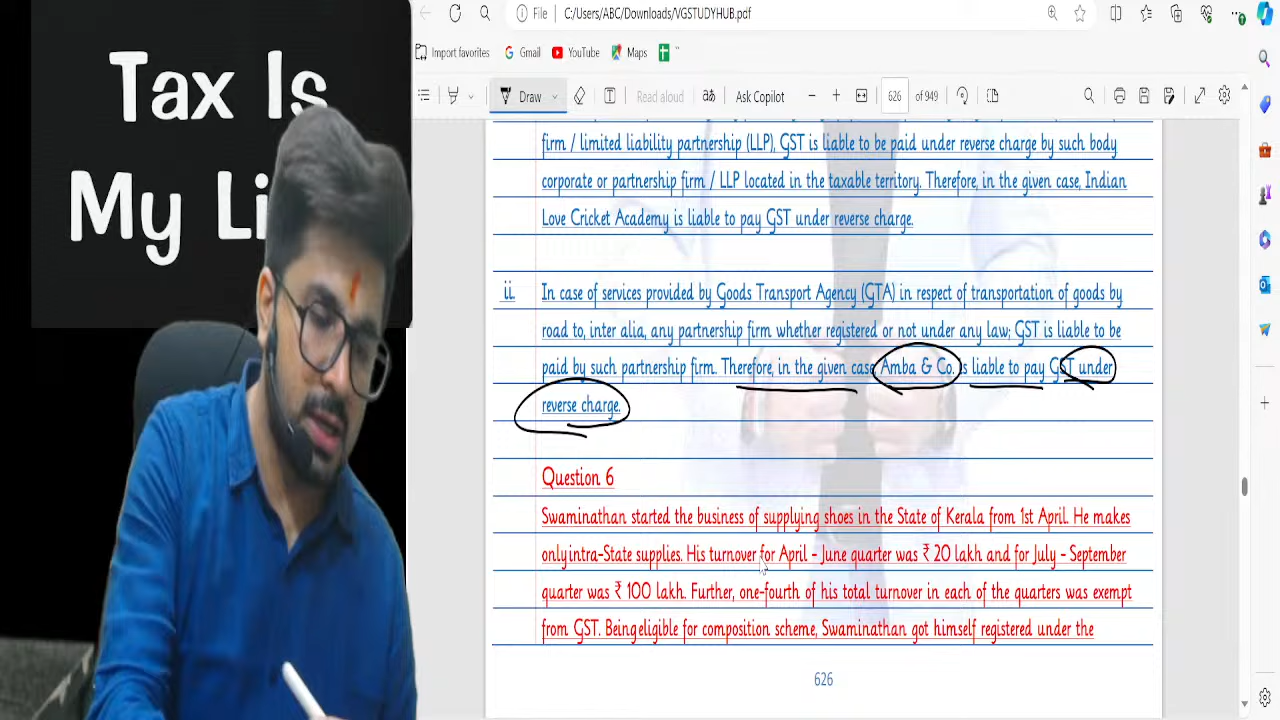 Tax Is
My Li
File
C:/Users/ABC/Downloads/VGSTUDYHUB.pdf
Import favorites
Gmail
YouTube
Maps
Draw
Read aloud
Ask Copilot
626 of 949
firm / limited liability partnership (LLP), GST is liable to be paid under reverse charge by such body
corporate or partnership firm / LLP located in the taxable territory. Therefore, in the given case, Indian
Love Cricket Academy is liable to pay GST under reverse charge.
ii. In case of services provided by Goods Transport Agency (GTA) in respect of transportation of goods by
road to, inter alia, any partnership firm whether registered or not under any law; GST is liable to be
paid by such partnership firm. Therefore, in the given case Amba & Co. is liable to pay GST under
reverse charge.
Question 6
Swaminathan started the business of supplying shoes in the State of Kerala from 1st April. He makes
onlyintra-State supplies. His turnover for April - June quarter was ₹ 20 lakh and for July - September
quarter was ₹ 100 lakh. Further, one-fourth of his total turnover in each of the quarters was exempt
from GST. Beingeligible for composition scheme, Swaminathan got himself registered under the
626